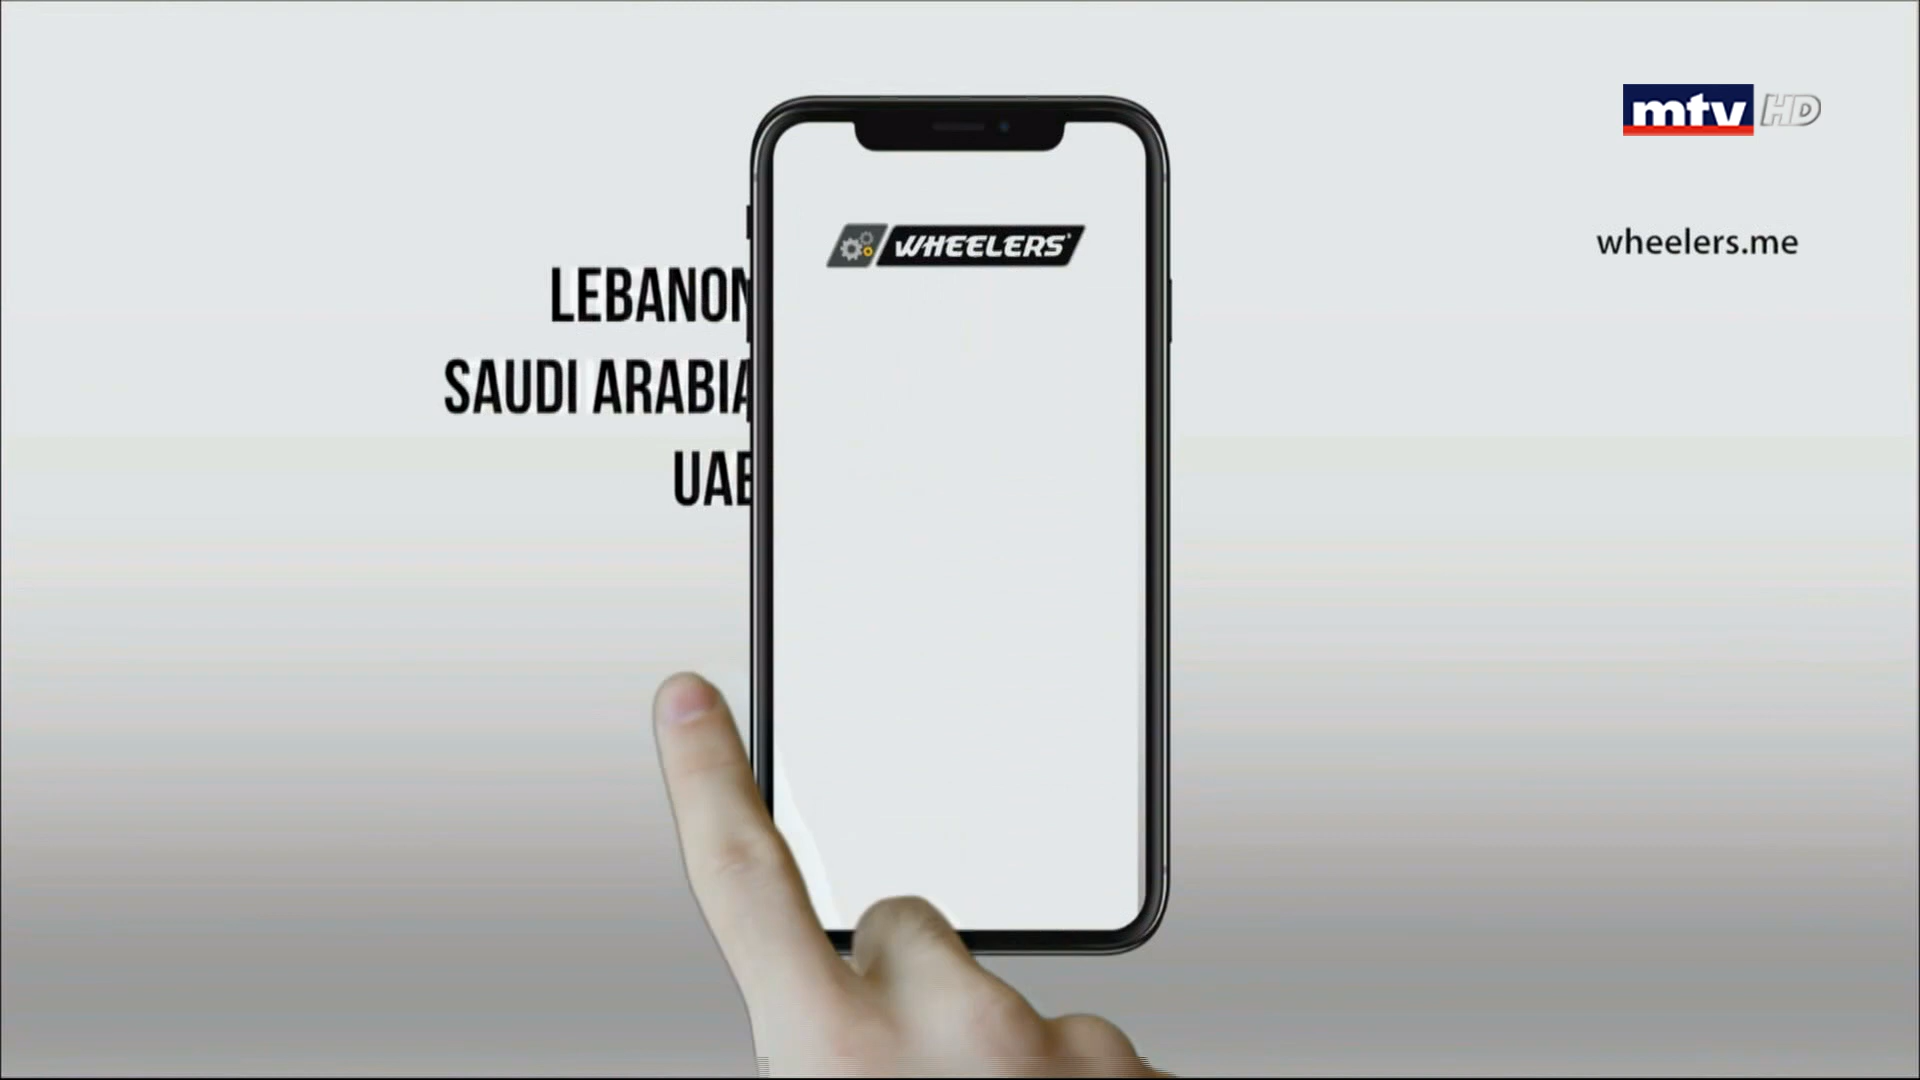 mtv HD
WHEELERS
wheelers.me
LEBANON
SAUDI ARABIA
UAE